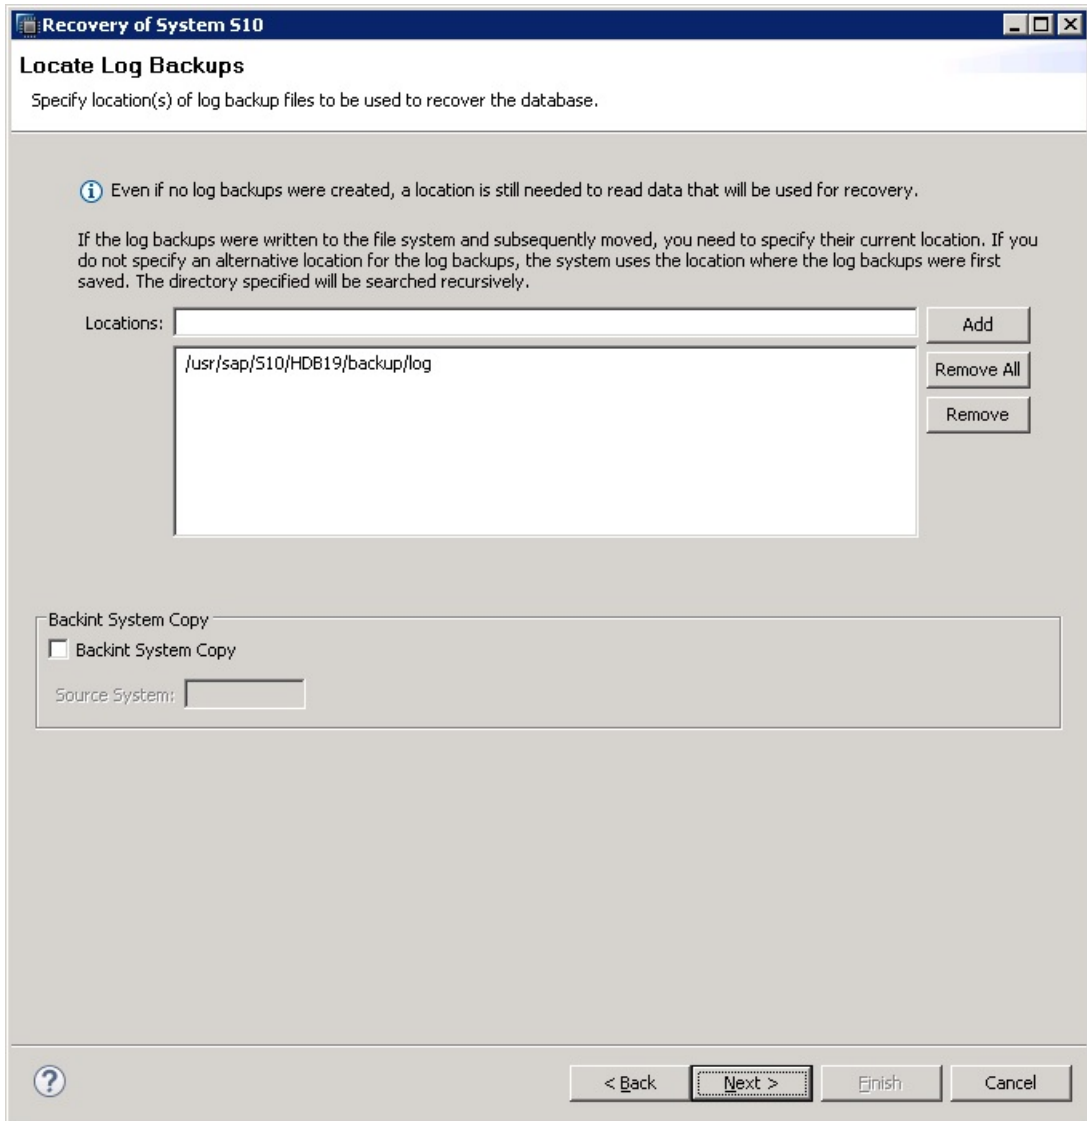 Recovery of System S10
Locate Log Backups
Specify location(s) of log backup files to be used to recover the database.
Even if no log backups were created, a location is still needed to read data that will be used for recovery.
If the log backups were written to the file system and subsequently moved, you need to specify their current location. If you
do not specify an alternative location for the log backups, the system uses the location where the log backups were first
saved. The directory specified will be searched recursively.
Locations:
Add
/usr/sap/S10/HDB19/backup/log
Remove All
Remove
Backint System Copy
Backint System Copy
Source System:
< Back
Next >
Finish
Cancel